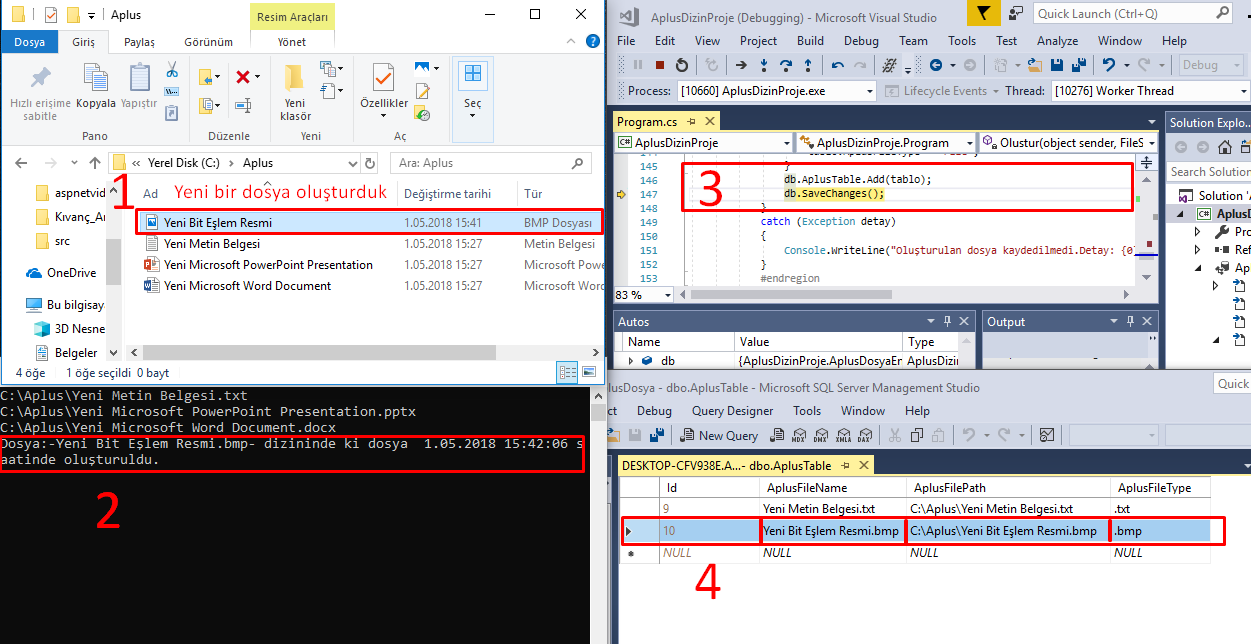 Aplus
Resim Araçları
Dosya
Giriş
Paylaş
Görünüm
Yönet
Hızlı erişime sabitle
Kopyala
Yapıştır
Yeni klasör
Özellikler
Seç
Pano
Düzenle
Yeni
Aç
« Yerel Disk (C:) › Aplus
Ara: Aplus
1 Yeni bir dosya oluşturduk
Ad
Değiştirme tarihi
Tür
Yeni Bit Eşlem Resmi 1.05.2018 15:41 BMP Dosyası
Yeni Metin Belgesi 1.05.2018 15:27 Metin Belgesi
Yeni Microsoft PowerPoint Presentation 1.05.2018 15:27 Microsoft Powe
Yeni Microsoft Word Document 1.05.2018 15:27 Microsoft Word
aspnetvid
Kıvanç_Ar
src
OneDrive
Bu bilgisay
3D Nesne
Belgeler
4 öğe 1 öğe seçildi 0 bayt
C:\Aplus\Yeni Metin Belgesi.txt
C:\Aplus\Yeni Microsoft PowerPoint Presentation.pptx
C:\Aplus\Yeni Microsoft Word Document.docx
Dosya:-Yeni Bit Eşlem Resmi.bmp- dizininde ki dosya 1.05.2018 15:42:06 s
aatinde oluşturuldu.
2
AplusDizinProje (Debugging) - Microsoft Visual Studio
Quick Launch (Ctrl+Q)
File Edit View Project Build Debug Team Tools Test Analyze Window Help
Debug
Process: [10660] AplusDizinProje.exe Lifecycle Events Thread: [10276] Worker Thread
Program.cs
AplusDizinProje
AplusDizinProje.Program
Olustur(object sender, FileS
145 }
146 db.AplusTable.Add(tablo);
147 db.SaveChanges();
148 }
149 catch (Exception detay)
150 {
151 Console.WriteLine("Oluşturulan dosya kaydedilmedi.Detay: {0}
152 }
153 #endregion
3
83 %
Solution Explo...
Search Solution
Solution 'A
AplusD
Pro
Ref
Ap
Autos
Name Value Type
db {AplusDizinProje.AplusDosyaEn AplusDizin
Output
lusDosya - dbo.AplusTable - Microsoft SQL Server Management Studio
Quick
ct Debug Query Designer Tools Window Help
New Query
MDX DMX XMLA DAX
DESKTOP-CFV938E.A...- dbo.AplusTable
Id AplusFileName AplusFilePath AplusFileType
9 Yeni Metin Belgesi.txt C:\Aplus\Yeni Metin Belgesi.txt .txt
10 Yeni Bit Eşlem Resmi.bmp C:\Aplus\Yeni Bit Eşlem Resmi.bmp .bmp
NULL NULL NULL NULL
4